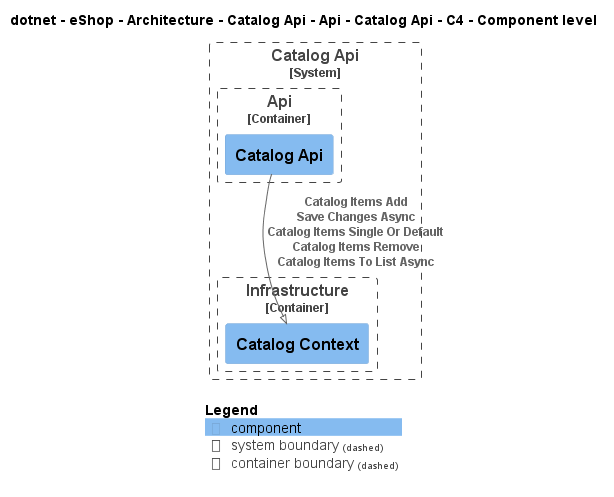 dotnet - eShop - Architecture - Catalog Api - Api - Catalog Api - C4 - Component level
Catalog Api
[System]
Api
[Container]
Catalog Api
Catalog Items Add
Save Changes Async
Catalog Items Single Or Default
Catalog Items Remove
Catalog Items To List Async
Infrastructure
[Container]
Catalog Context
Legend
component
system boundary (dashed)
container boundary (dashed)